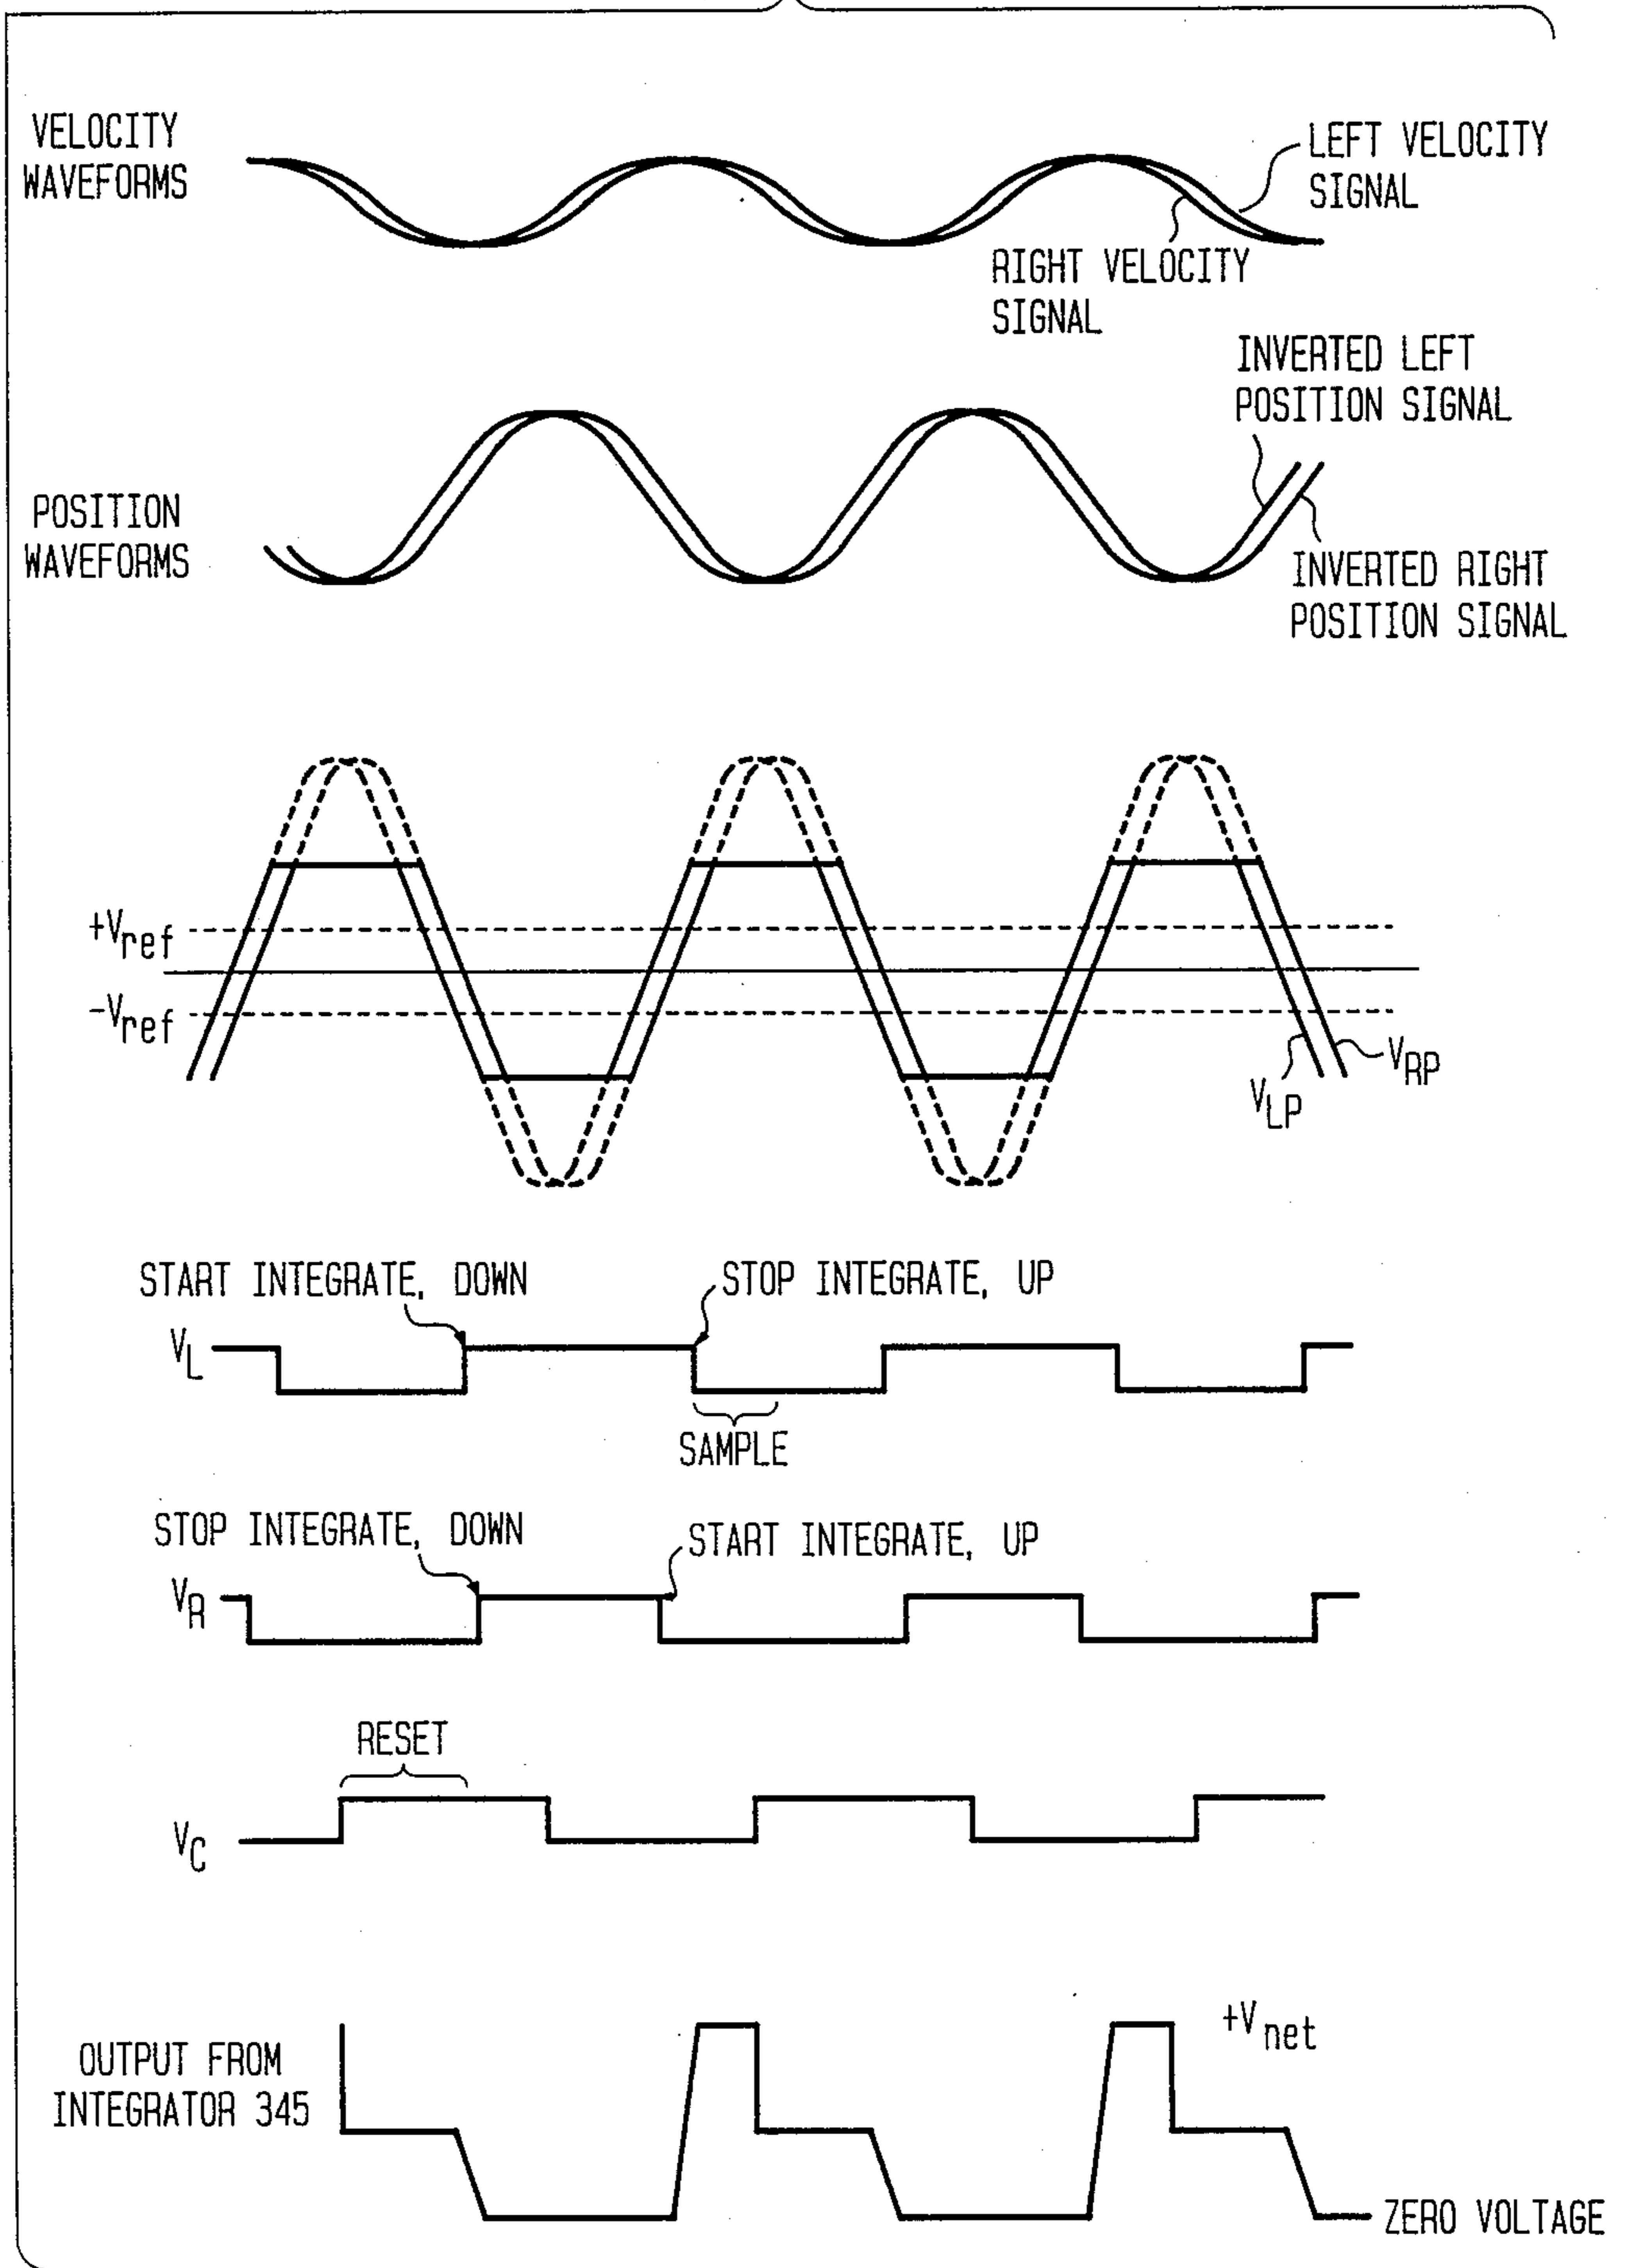 VELOCITY
WAVEFORMS
LEFT VELOCITY
SIGNAL
RIGHT VELOCITY
SIGNAL
INVERTED LEFT
POSITION SIGNAL
POSITION
WAVEFORMS
INVERTED RIGHT
POSITION SIGNAL
+Vref
-Vref
VRP
VLP
START INTEGRATE, DOWN
STOP INTEGRATE, UP
VL
SAMPLE
STOP INTEGRATE, DOWN
START INTEGRATE, UP
VR
RESET
VC
+Vnet
OUTPUT FROM
INTEGRATOR 345
ZERO VOLTAGE